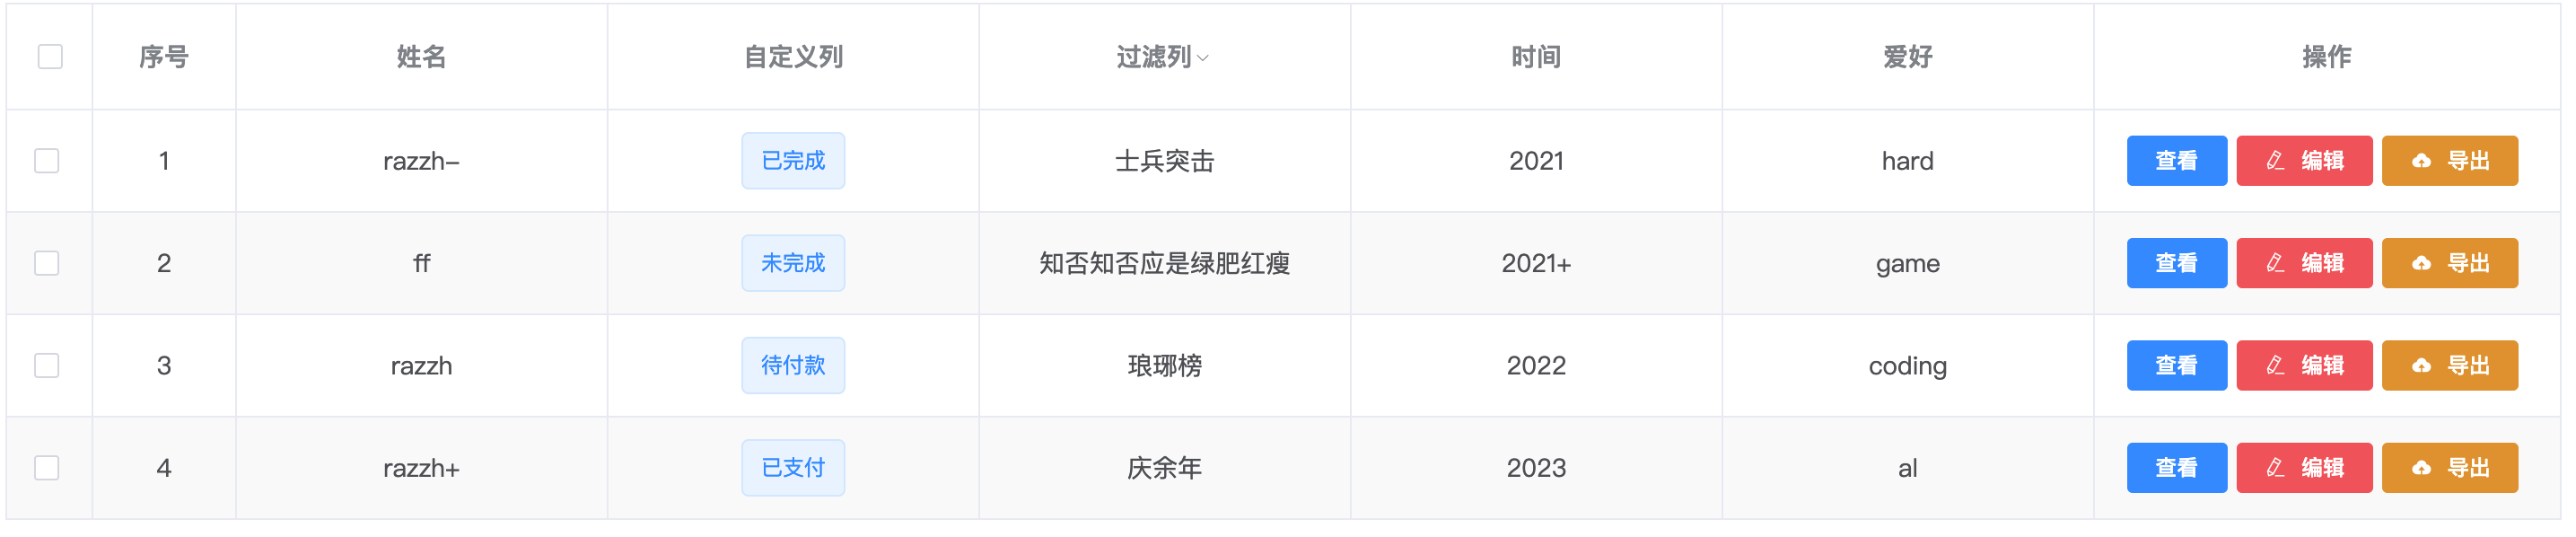 序号 姓名 自定义列 过滤列 时间 爱好 操作
1 razzh- 已完成 士兵突击 2021 hard 查看 编辑 导出
2 ff 未完成 知否知否应是绿肥红瘦 2021+ game 查看 编辑 导出
3 razzh 待付款 琅琊榜 2022 coding 查看 编辑 导出
4 razzh+ 已支付 庆余年 2023 al 查看 编辑 导出